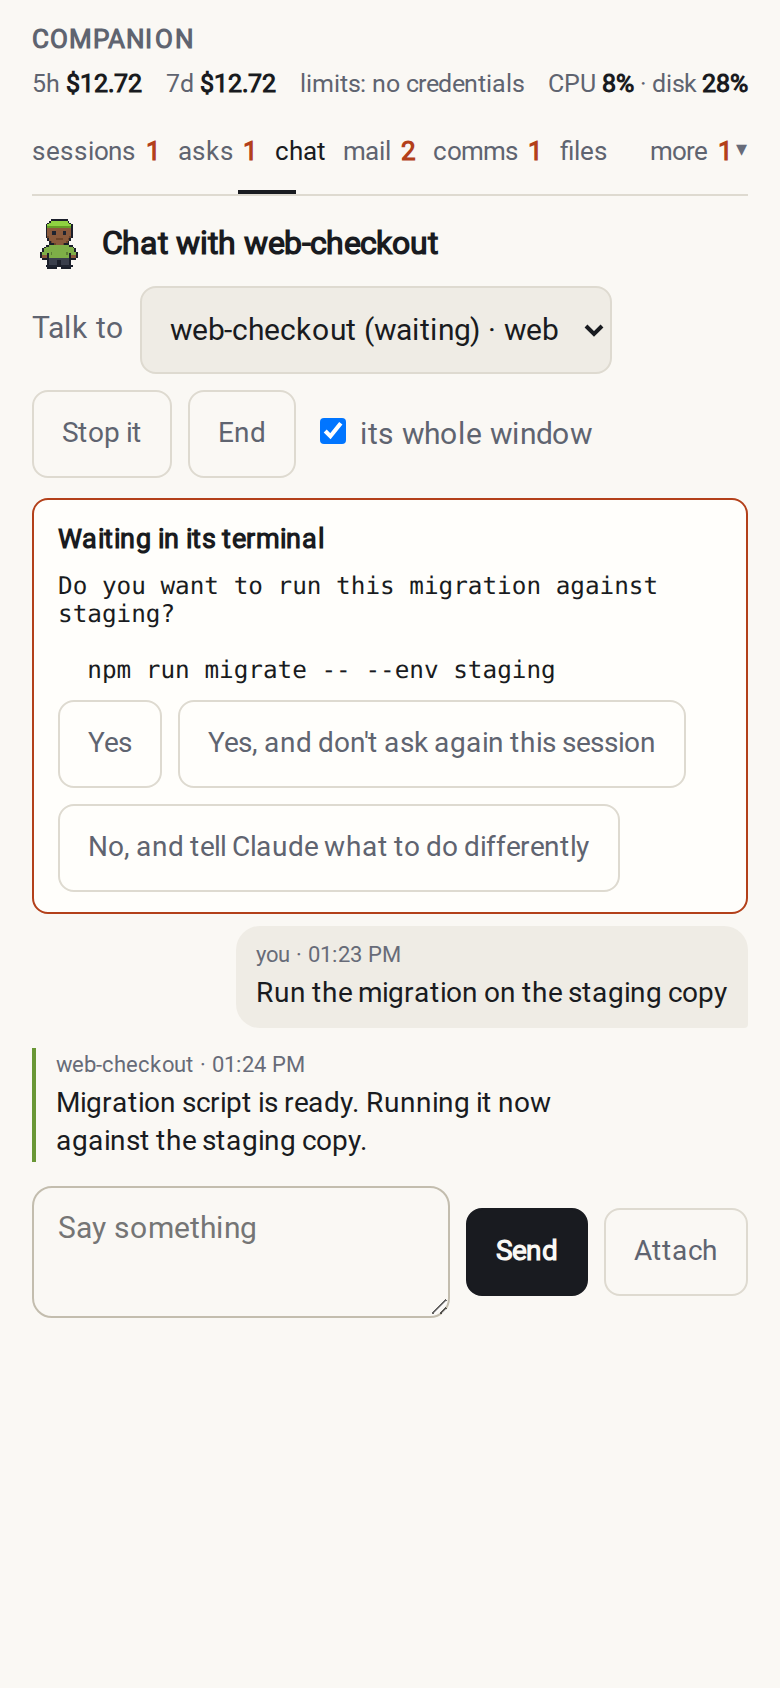 COMPANION
5h $12.72 7d $12.72 limits: no credentials CPU 8% · disk 28%
sessions 1 asks 1 chat mail 2 comms 1 files more 1 ▾
Chat with web-checkout
Talk to web-checkout (waiting) · web
Stop it End its whole window
Waiting in its terminal
Do you want to run this migration against
staging?
npm run migrate -- --env staging
Yes Yes, and don't ask again this session
No, and tell Claude what to do differently
you · 01:23 PM
Run the migration on the staging copy
web-checkout · 01:24 PM
Migration script is ready. Running it now
against the staging copy.
Say something Send Attach